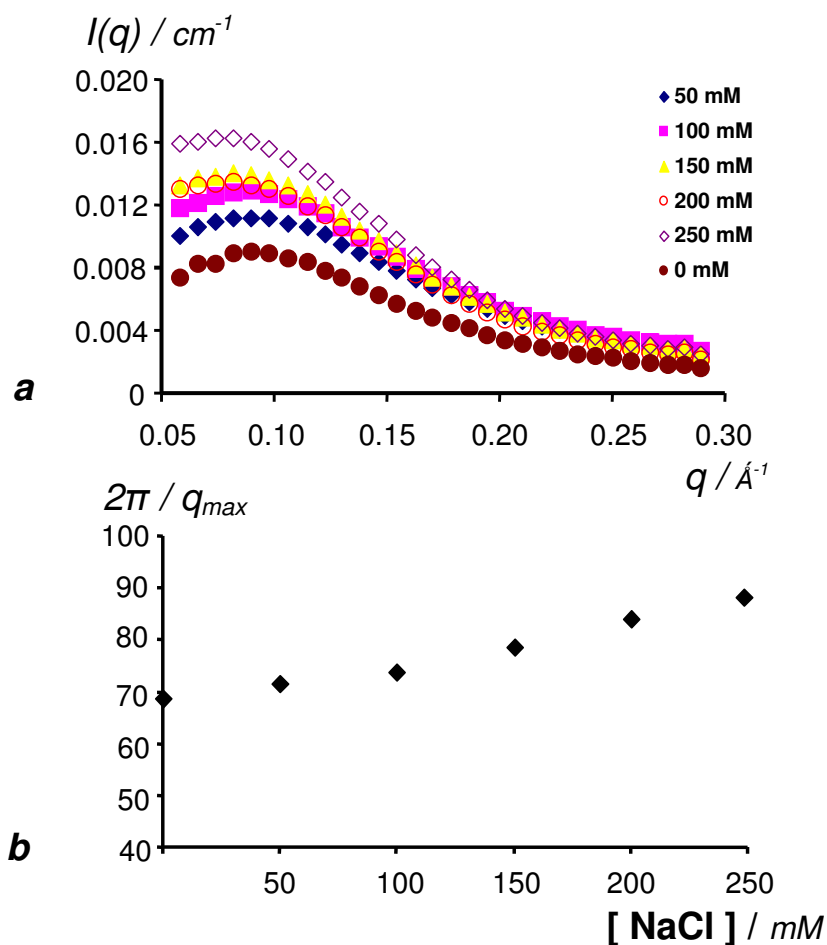 I(q) / cm-1
0.020
0.016
0.012
0.008
0.004
0
50 mM
100 mM
150 mM
200 mM
250 mM
0 mM
a
0.05 0.10 0.15 0.20 0.25 0.30
q / Å-1
2π / qmax
100
90
80
70
60
50
40
b
50 100 150 200 250
[ NaCl ] / mM